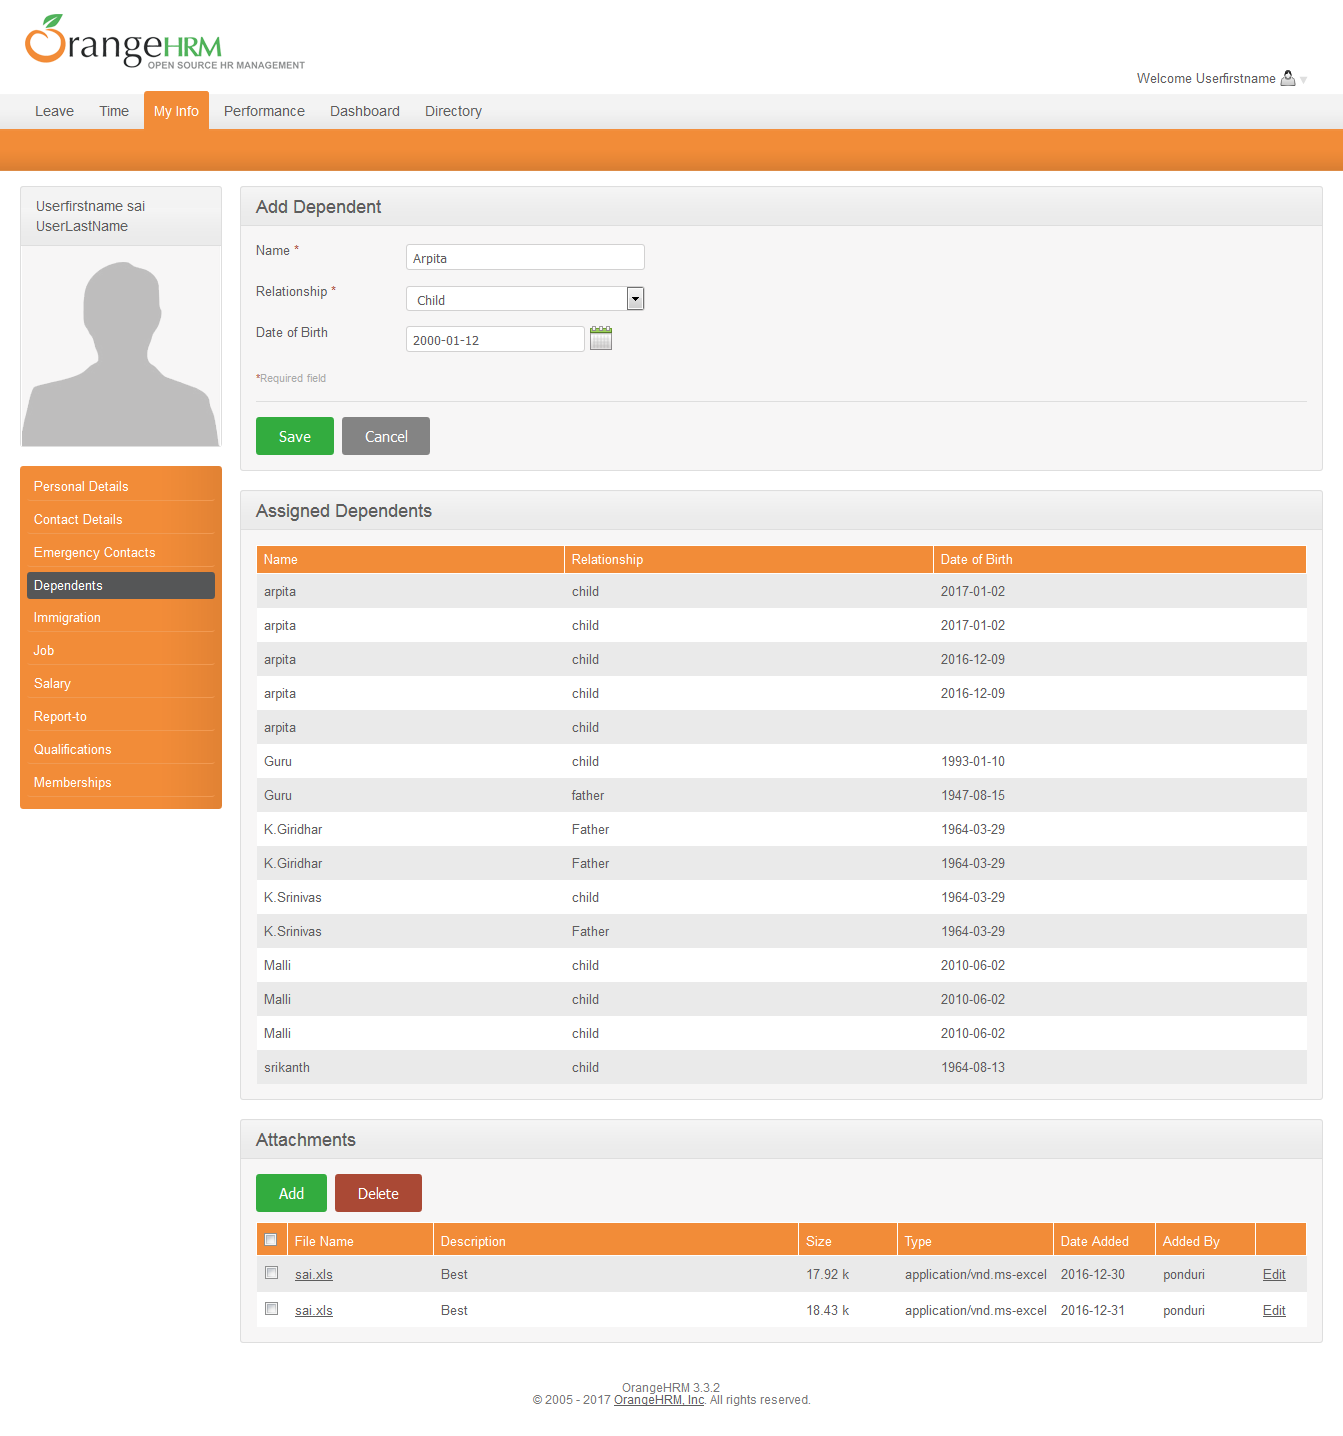 OrangeHRM
OPEN SOURCE HR MANAGEMENT
Welcome Userfirstname
Leave Time My Info Performance Dashboard Directory
Userfirstname sai
UserLastName
Personal Details
Contact Details
Emergency Contacts
Dependents
Immigration
Job
Salary
Report-to
Qualifications
Memberships
Add Dependent
Name * Arpita
Relationship * Child
Date of Birth 2000-01-12
*Required field
Save Cancel
Assigned Dependents
Name Relationship Date of Birth
arpita child 2017-01-02
arpita child 2017-01-02
arpita child 2016-12-09
arpita child 2016-12-09
arpita child
Guru child 1993-01-10
Guru father 1947-08-15
K.Giridhar Father 1964-03-29
K.Giridhar Father 1964-03-29
K.Srinivas child 1964-03-29
K.Srinivas Father 1964-03-29
Malli child 2010-06-02
Malli child 2010-06-02
Malli child 2010-06-02
srikanth child 1964-08-13
Attachments
Add Delete
File Name Description Size Type Date Added Added By
sai.xls Best 17.92 k application/vnd.ms-excel 2016-12-30 ponduri Edit
sai.xls Best 18.43 k application/vnd.ms-excel 2016-12-31 ponduri Edit
OrangeHRM 3.3.2
© 2005 - 2017 OrangeHRM, Inc. All rights reserved.